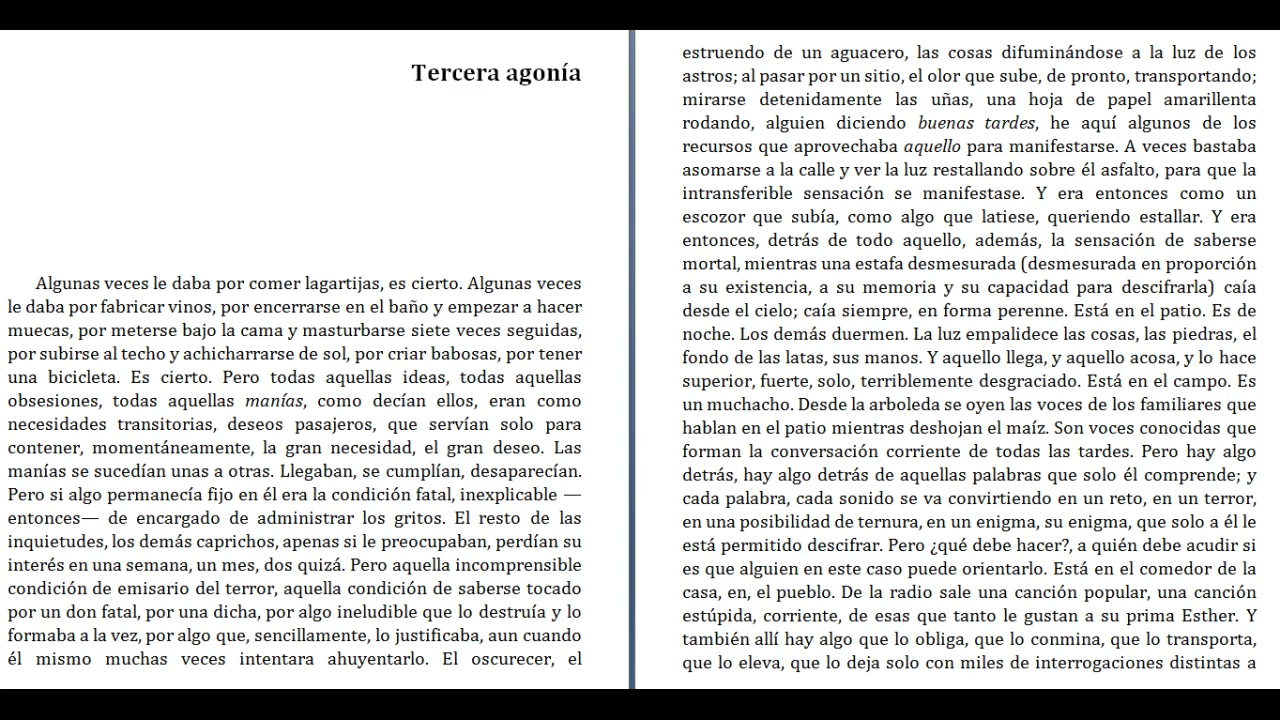 Tercera agonía
Algunas veces le daba por comer lagartijas, es cierto. Algunas veces
le daba por fabricar vinos, por encerrarse en el baño y empezar a hacer
muecas, por meterse bajo la cama y masturbarse siete veces seguidas,
por subirse al techo y achicharrarse de sol, por criar babosas, por tener
una bicicleta. Es cierto. Pero todas aquellas ideas, todas aquellas
obsesiones, todas aquellas manías, como decían ellos, eran como
necesidades transitorias, deseos pasajeros, que servían solo para
contener, momentáneamente, la gran necesidad, el gran deseo. Las
manías se sucedían unas a otras. Llegaban, se cumplían, desaparecían.
Pero si algo permanecía fijo en él era la condición fatal, inexplicable —
entonces— de encargado de administrar los gritos. El resto de las
inquietudes, los demás caprichos, apenas si le preocupaban, perdían su
interés en una semana, un mes, dos quizá. Pero aquella incomprensible
condición de emisario del terror, aquella condición de saberse tocado
por un don fatal, por una dicha, por algo ineludible que lo destruía y lo
formaba a la vez, por algo que, sencillamente, lo justificaba, aun cuando
él mismo muchas veces intentara ahuyentarlo. El oscurecer, el
estruendo de un aguacero, las cosas difuminándose a la luz de los
astros; al pasar por un sitio, el olor que sube, de pronto, transportando;
mirarse detenidamente las uñas, una hoja de papel amarillenta
rodando, alguien diciendo buenas tardes, he aquí algunos de los
recursos que aprovechaba aquello para manifestarse. A veces bastaba
asomarse a la calle y ver la luz restallando sobre él asfalto, para que la
intransferible sensación se manifestase. Y era entonces como un
escozor que subía, como algo que latiese, queriendo estallar. Y era
entonces, detrás de todo aquello, además, la sensación de saberse
mortal, mientras una estafa desmesurada (desmesurada en proporción
a su existencia, a su memoria y su capacidad para descifrarla) caía
desde el cielo; caía siempre, en forma perenne. Está en el patio. Es de
noche. Los demás duermen. La luz empalidece las cosas, las piedras, el
fondo de las latas, sus manos. Y aquello llega, y aquello acosa, y lo hace
superior, fuerte, solo, terriblemente desgraciado. Está en el campo. Es
un muchacho. Desde la arboleda se oyen las voces de los familiares que
hablan en el patio mientras deshojan el maíz. Son voces conocidas que
forman la conversación corriente de todas las tardes. Pero hay algo
detrás, hay algo detrás de aquellas palabras que solo él comprende; y
cada palabra, cada sonido se va convirtiendo en un reto, en un terror,
en una posibilidad de ternura, en un enigma, su enigma, que solo a él le
está permitido descifrar. Pero ¿qué debe hacer?, a quién debe acudir si
es que alguien en este caso puede orientarlo. Está en el comedor de la
casa, en, el pueblo. De la radio sale una canción popular, una canción
estúpida, corriente, de esas que tanto le gustan a su prima Esther. Y
también allí hay algo que lo obliga, que lo conmina, que lo transporta,
que lo eleva, que lo deja solo con miles de interrogaciones distintas a